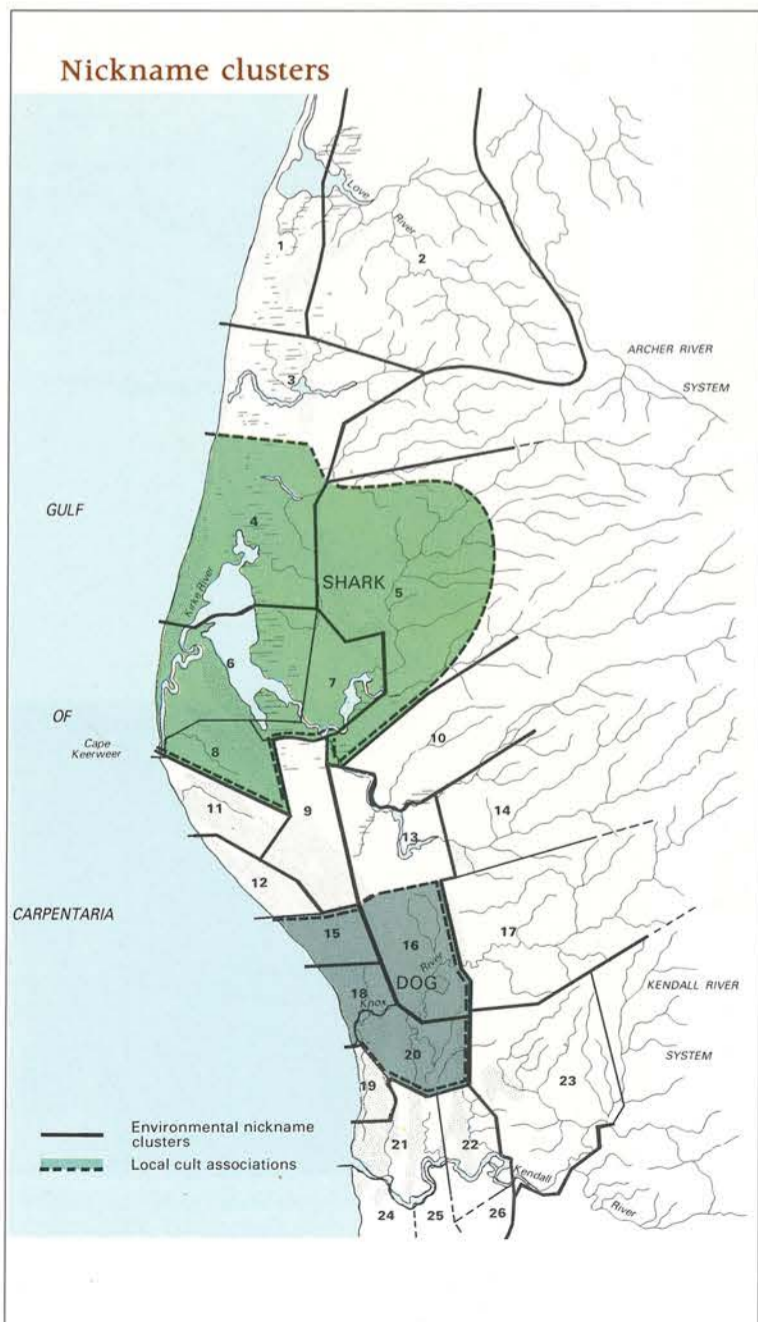 Nickname clusters
Love
River
1
2
ARCHER RIVER
SYSTEM
3
GULF
4
SHARK
5
Kirke River
6
7
OF
Cape
Keerweer
8
10
11
9
14
13
12
CARPENTARIA
15
16
17
River
DOG
KENDALL RIVER
18
Knox
SYSTEM
20
23
19
Environmental nickname
clusters
21
22
Local cult associations
Kendall
River
24
25
26